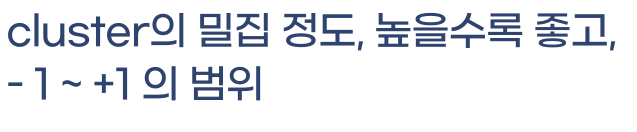 cluster의 밀집 정도, 높을수록 좋고,
- 1 ~ +1 의 범위